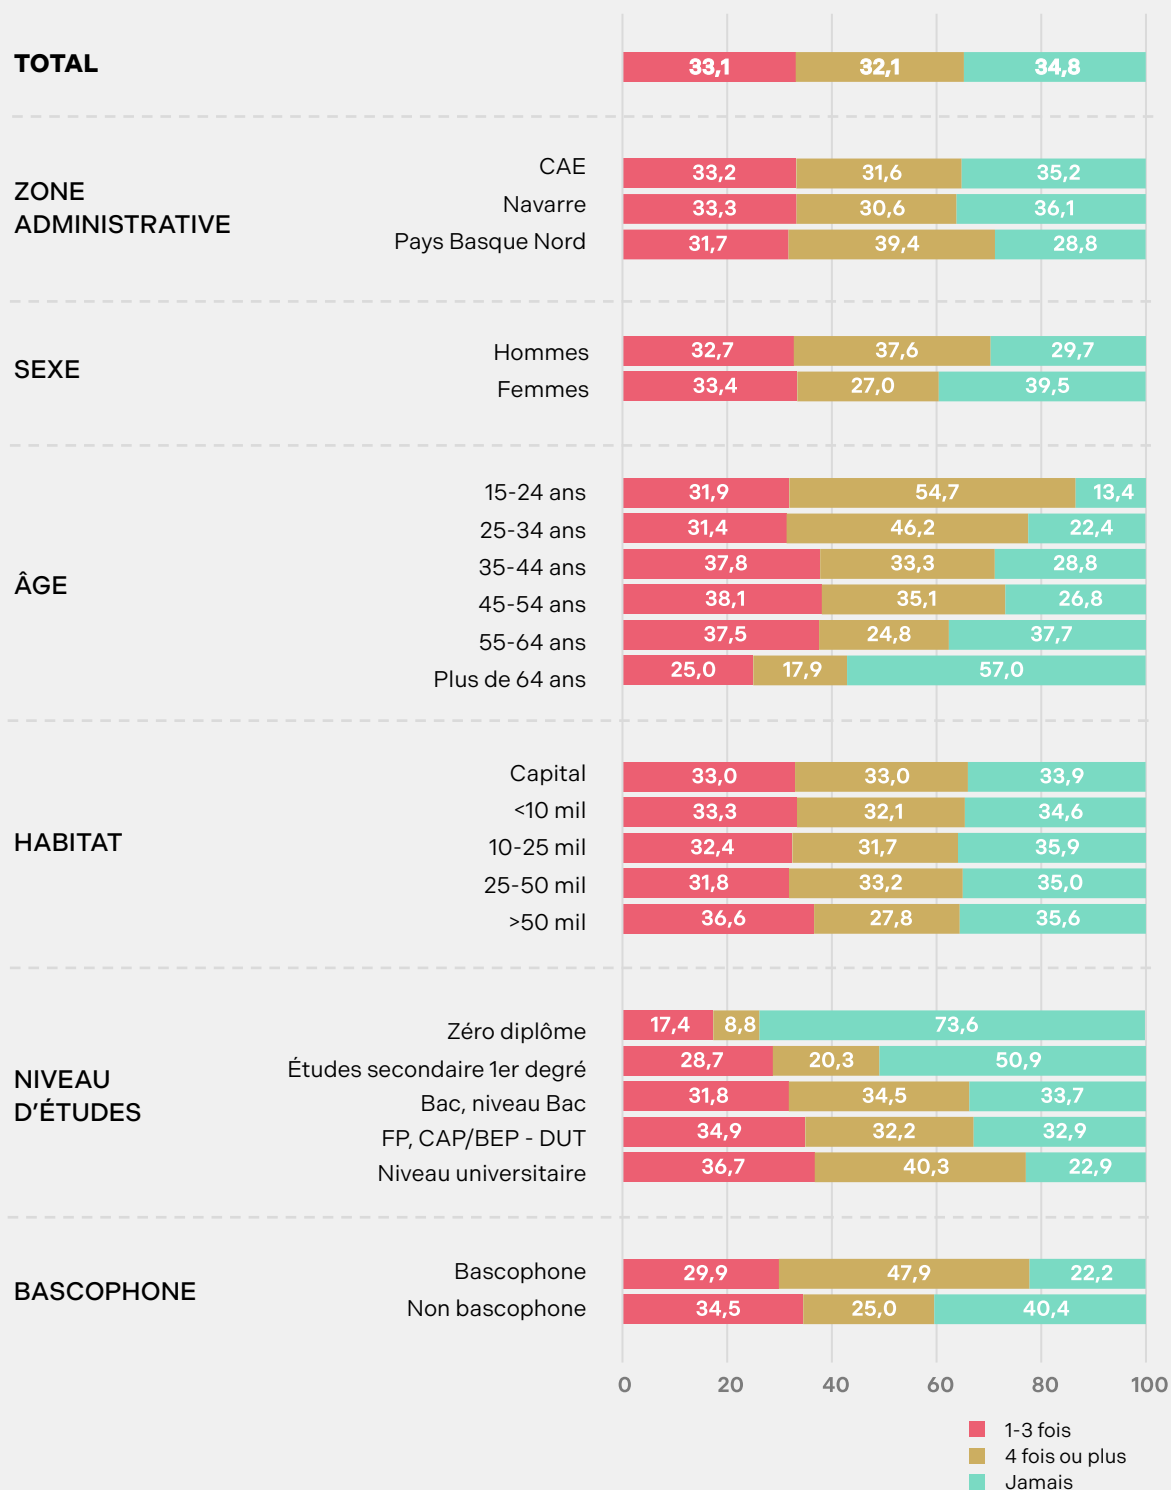 TOTAL
33,1 32,1 34,8
ZONE
ADMINISTRATIVE
CAE 33,2 31,6 35,2
Navarre 33,3 30,6 36,1
Pays Basque Nord 31,7 39,4 28,8
SEXE
Hommes 32,7 37,6 29,7
Femmes 33,4 27,0 39,5
ÂGE
15-24 ans 31,9 54,7 13,4
25-34 ans 31,4 46,2 22,4
35-44 ans 37,8 33,3 28,8
45-54 ans 38,1 35,1 26,8
55-64 ans 37,5 24,8 37,7
Plus de 64 ans 25,0 17,9 57,0
HABITAT
Capital 33,0 33,0 33,9
<10 mil 33,3 32,1 34,6
10-25 mil 32,4 31,7 35,9
25-50 mil 31,8 33,2 35,0
>50 mil 36,6 27,8 35,6
NIVEAU
D’ÉTUDES
Zéro diplôme 17,4 8,8 73,6
Études secondaire 1er degré 28,7 20,3 50,9
Bac, niveau Bac 31,8 34,5 33,7
FP, CAP/BEP - DUT 34,9 32,2 32,9
Niveau universitaire 36,7 40,3 22,9
BASCOPHONE
Bascophone 29,9 47,9 22,2
Non bascophone 34,5 25,0 40,4
0 20 40 60 80 100
1-3 fois
4 fois ou plus
Jamais